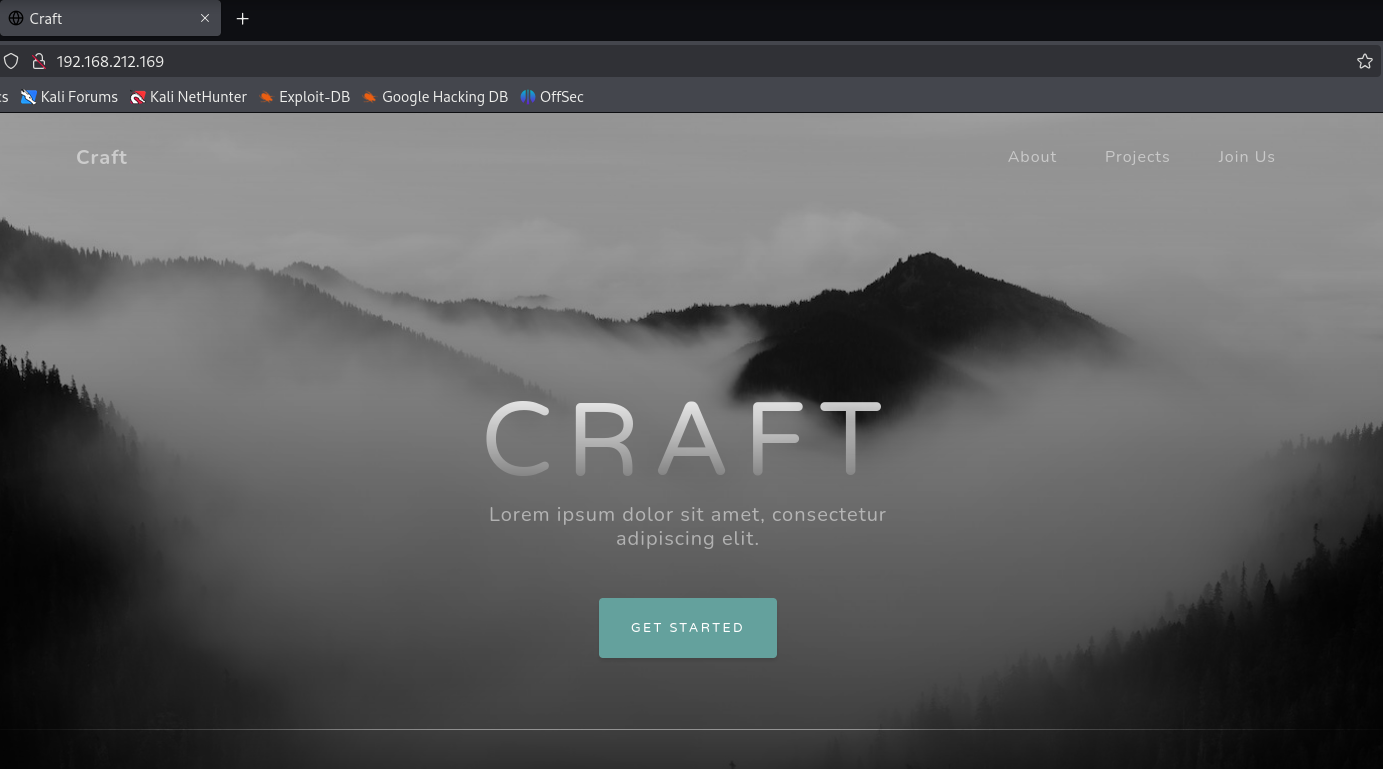 Craft
192.168.212.169
Kali Forums Kali NetHunter Exploit-DB Google Hacking DB OffSec
Craft About Projects Join Us
CRAFT
Lorem ipsum dolor sit amet, consectetur
adipiscing elit.
GET STARTED